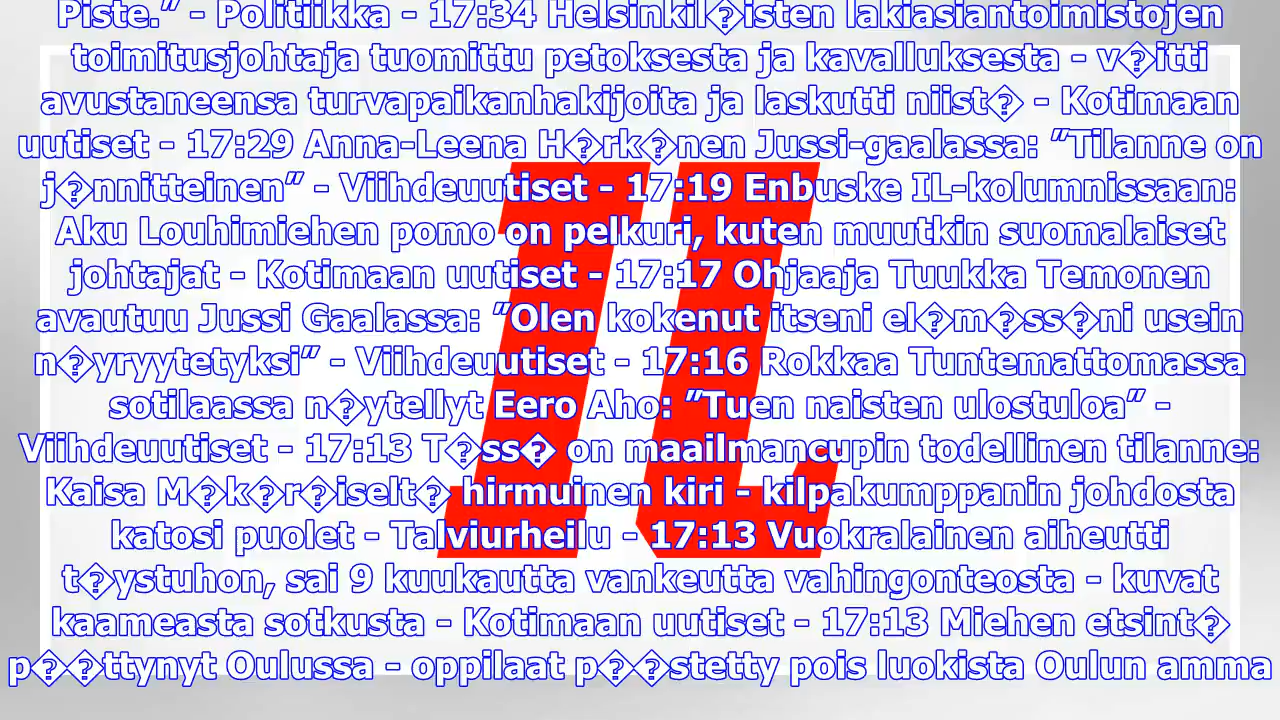 Piste.” - Politiikka - 17:34 Helsinkil�isten lakiasiantoimistojen
toimitusjohtaja tuomittu petoksesta ja kavalluksesta - v�itti
avustaneensa turvapaikanhakijoita ja laskutti niist� - Kotimaan
uutiset - 17:29 Anna-Leena H�rk�nen Jussi-gaalassa: ”Tilanne on
j�nnitteinen” - Viihdeuutiset - 17:19 Enbuske IL-kolumnissaan:
Aku Louhimiehen pomo on pelkuri, kuten muutkin suomalaiset
johtajat - Kotimaan uutiset - 17:17 Ohjaaja Tuukka Temonen
avautuu Jussi Gaalassa: ”Olen kokenut itseni el�m�ss�ni usein
n�yryytetyksi” - Viihdeuutiset - 17:16 Rokkaa Tuntemattomassa
sotilaassa n�ytellyt Eero Aho: ”Tuen naisten ulostuloa” -
Viihdeuutiset - 17:13 T�ss� on maailmancupin todellinen tilanne:
Kaisa M�k�r�iselt� hirmuinen kiri - kilpakumppanin johdosta
katosi puolet - Talviurheilu - 17:13 Vuokralainen aiheutti
t�ystuhon, sai 9 kuukautta vankeutta vahingonteosta - kuvat
kaameasta sotkusta - Kotimaan uutiset - 17:13 Miehen etsint�
p��ttynyt Oulussa - oppilaat p��stetty pois luokista Oulun amma
IL